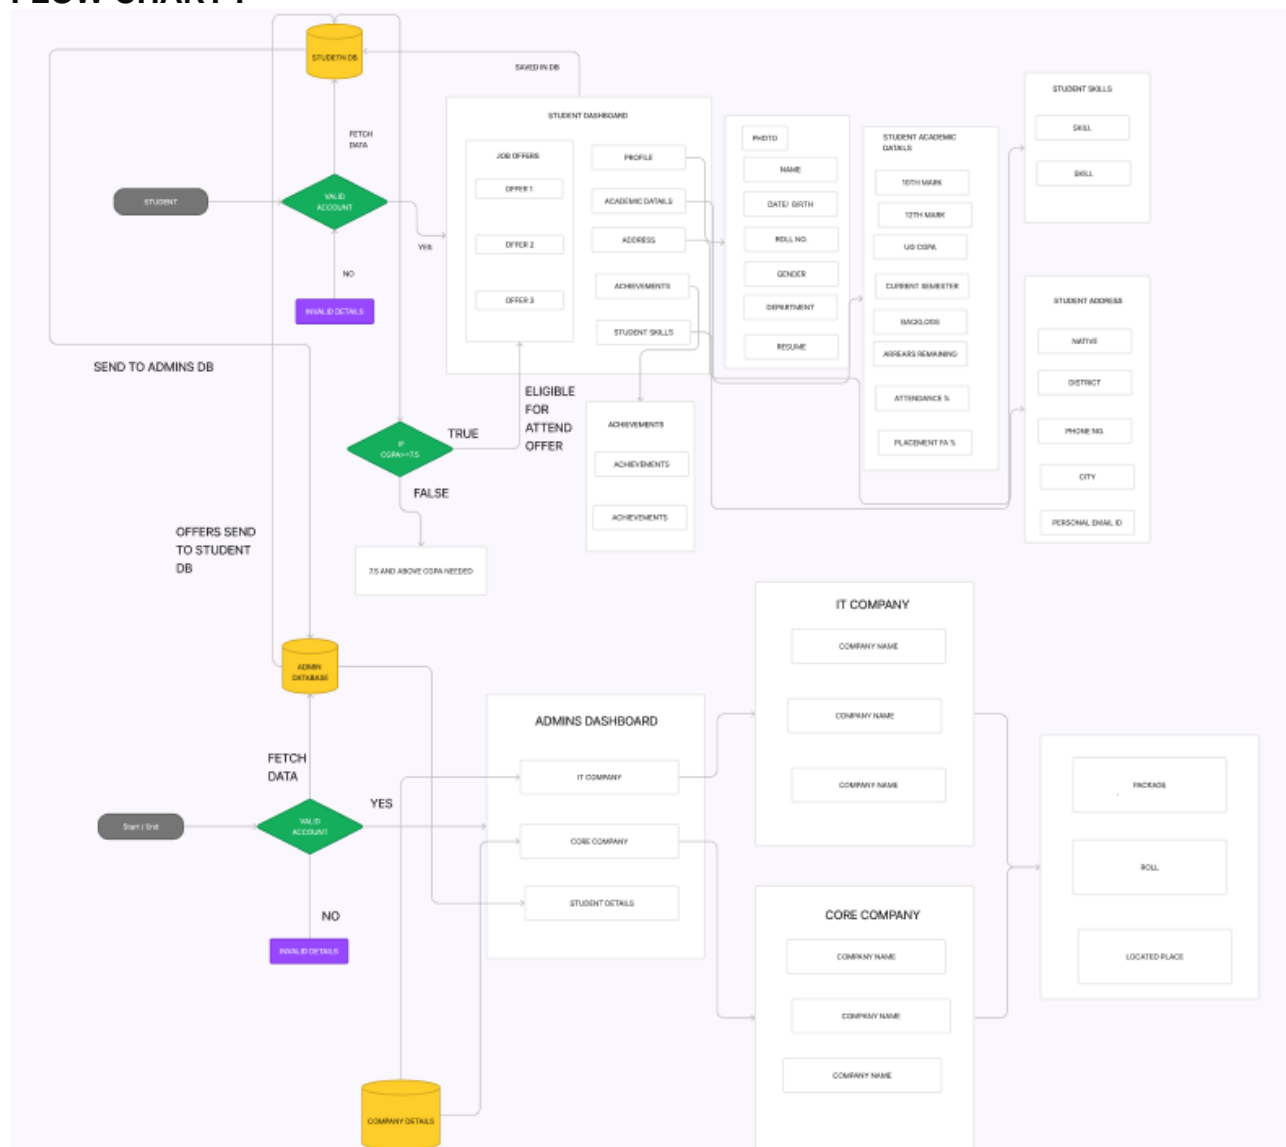 FLOW CHART :
STUDETN DB
SAVED IN DB
FETCH
DATA
STUDENT
VALID
ACCOUNT
YES
NO
INVALID DETAILS
SEND TO ADMINS DB
STUDENT DASHBOARD
JOB OFFERS
OFFER 1
OFFER 2
OFFER 3
PROFILE
ACADEMIC DATAILS
ADDRESS
ACHIEVEMENTS
STUDENT SKILLS
PHOTO
NAME
DATE/ BIRTH
ROLL NO.
GENDER
DEPARTMENT
RESUME
STUDENT ACADEMIC
DATAILS
10TH MARK
12TH MARK
UG CGPA
CURRENT SEMESTER
BACKLOGS
ARREARS REMAINING
ATTENDANCE %
PLACEMENT FA %
STUDENT SKILLS
SKILL
SKILL
STUDENT ADDRESS
NATIVE
DISTRICT
PHONE NO.
CITY
PERSONAL EMAIL ID
IF
CGPA>=7.5
TRUE
ELIGIBLE
FOR
ATTEND
OFFER
FALSE
7.5 AND ABOVE CGPA NEEDED
ACHIEVEMENTS
ACHIEVEMENTS
ACHIEVEMENTS
OFFERS SEND
TO STUDENT
DB
ADMIN
DATABASE
FETCH
DATA
Start / End
VALID
ACCOUNT
YES
NO
INVALID DETAILS
ADMINS DASHBOARD
IT COMPANY
CORE COMPANY
STUDENT DETAILS
IT COMPANY
COMPANY NAME
COMPANY NAME
COMPANY NAME
CORE COMPANY
COMPANY NAME
COMPANY NAME
COMPANY NAME
PACKAGE
ROLL
LOCATED PLACE
COMPANY DETAILS